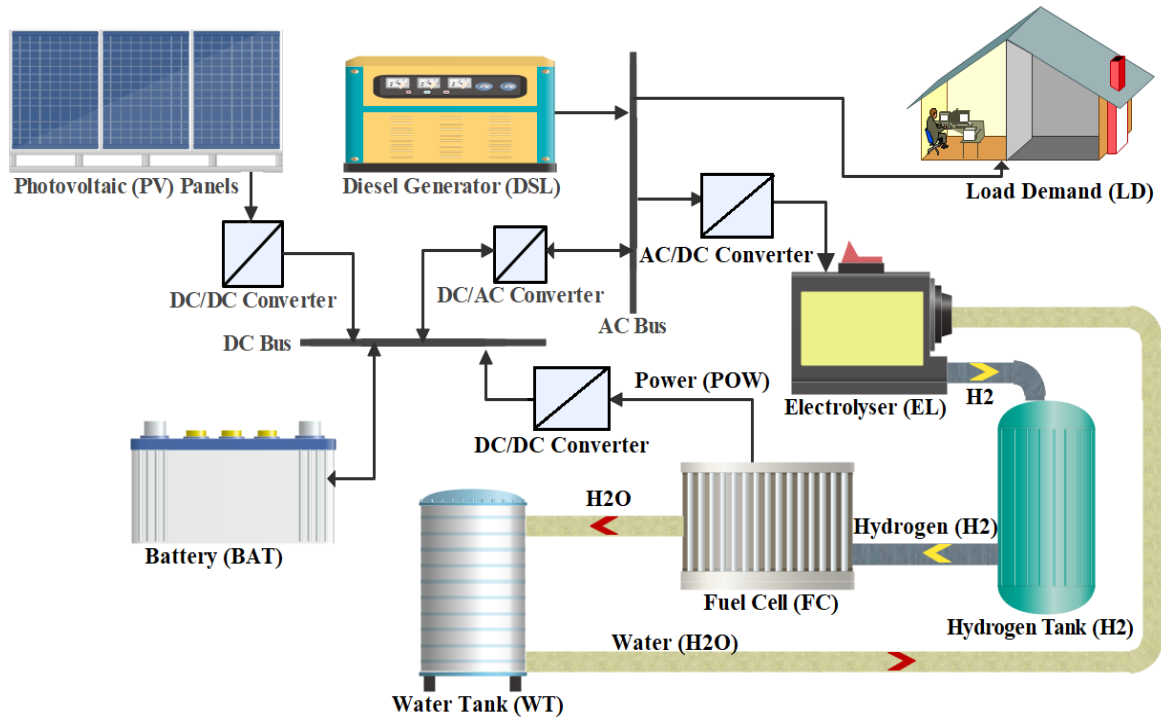 Photovoltaic (PV) Panels
Diesel Generator (DSL)
Load Demand (LD)
DC/DC Converter
DC/AC Converter
AC/DC Converter
AC Bus
DC Bus
Power (POW)
Electrolyser (EL)
H2
DC/DC Converter
H2O
Hydrogen (H2)
Battery (BAT)
Fuel Cell (FC)
Hydrogen Tank (H2)
Water (H2O)
Water Tank (WT)